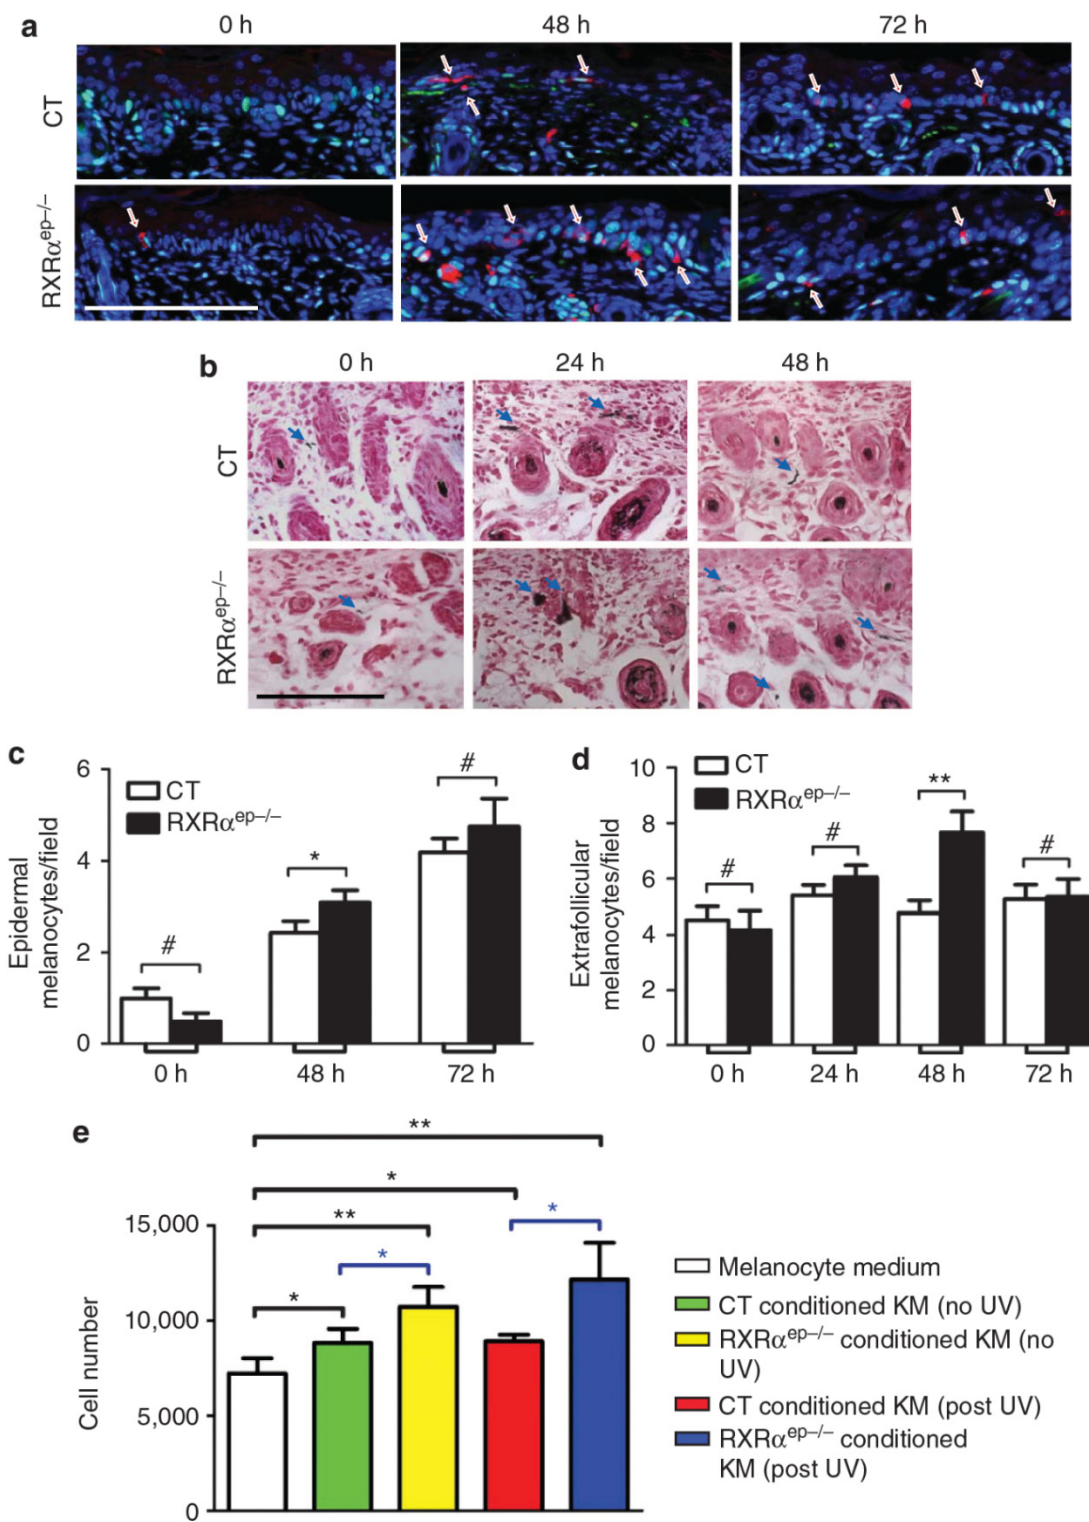 a
0 h
48 h
72 h
CT
RXRα^ep–/–
b
0 h
24 h
48 h
CT
RXRα^ep–/–
c
Epidermal
melanocytes/field
6
4
2
0
CT
RXRα^ep–/–
#
*
#
0 h
48 h
72 h
d
Extrafollicular
melanocytes/field
10
8
6
4
2
0
CT
RXRα^ep–/–
#
#
**
#
0 h
24 h
48 h
72 h
e
**
*
**
*
*
*
Cell number
15,000
10,000
5,000
0
Melanocyte medium
CT conditioned KM (no UV)
RXRα^ep–/– conditioned KM (no
UV)
CT conditioned KM (post UV)
RXRα^ep–/– conditioned
KM (post UV)